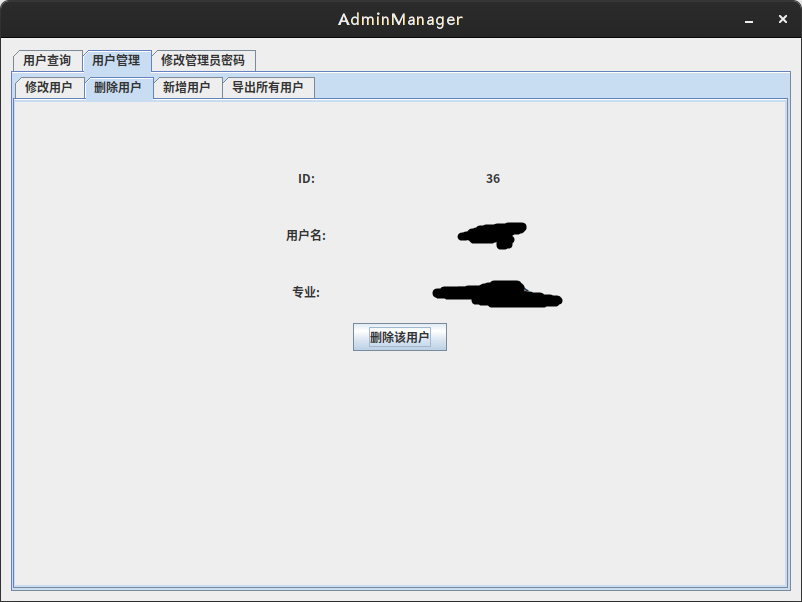 AdminManager
用户查询 用户管理 修改管理员密码
修改用户 删除用户 新增用户 导出所有用户
ID: 36
用户名:
专业:
删除该用户